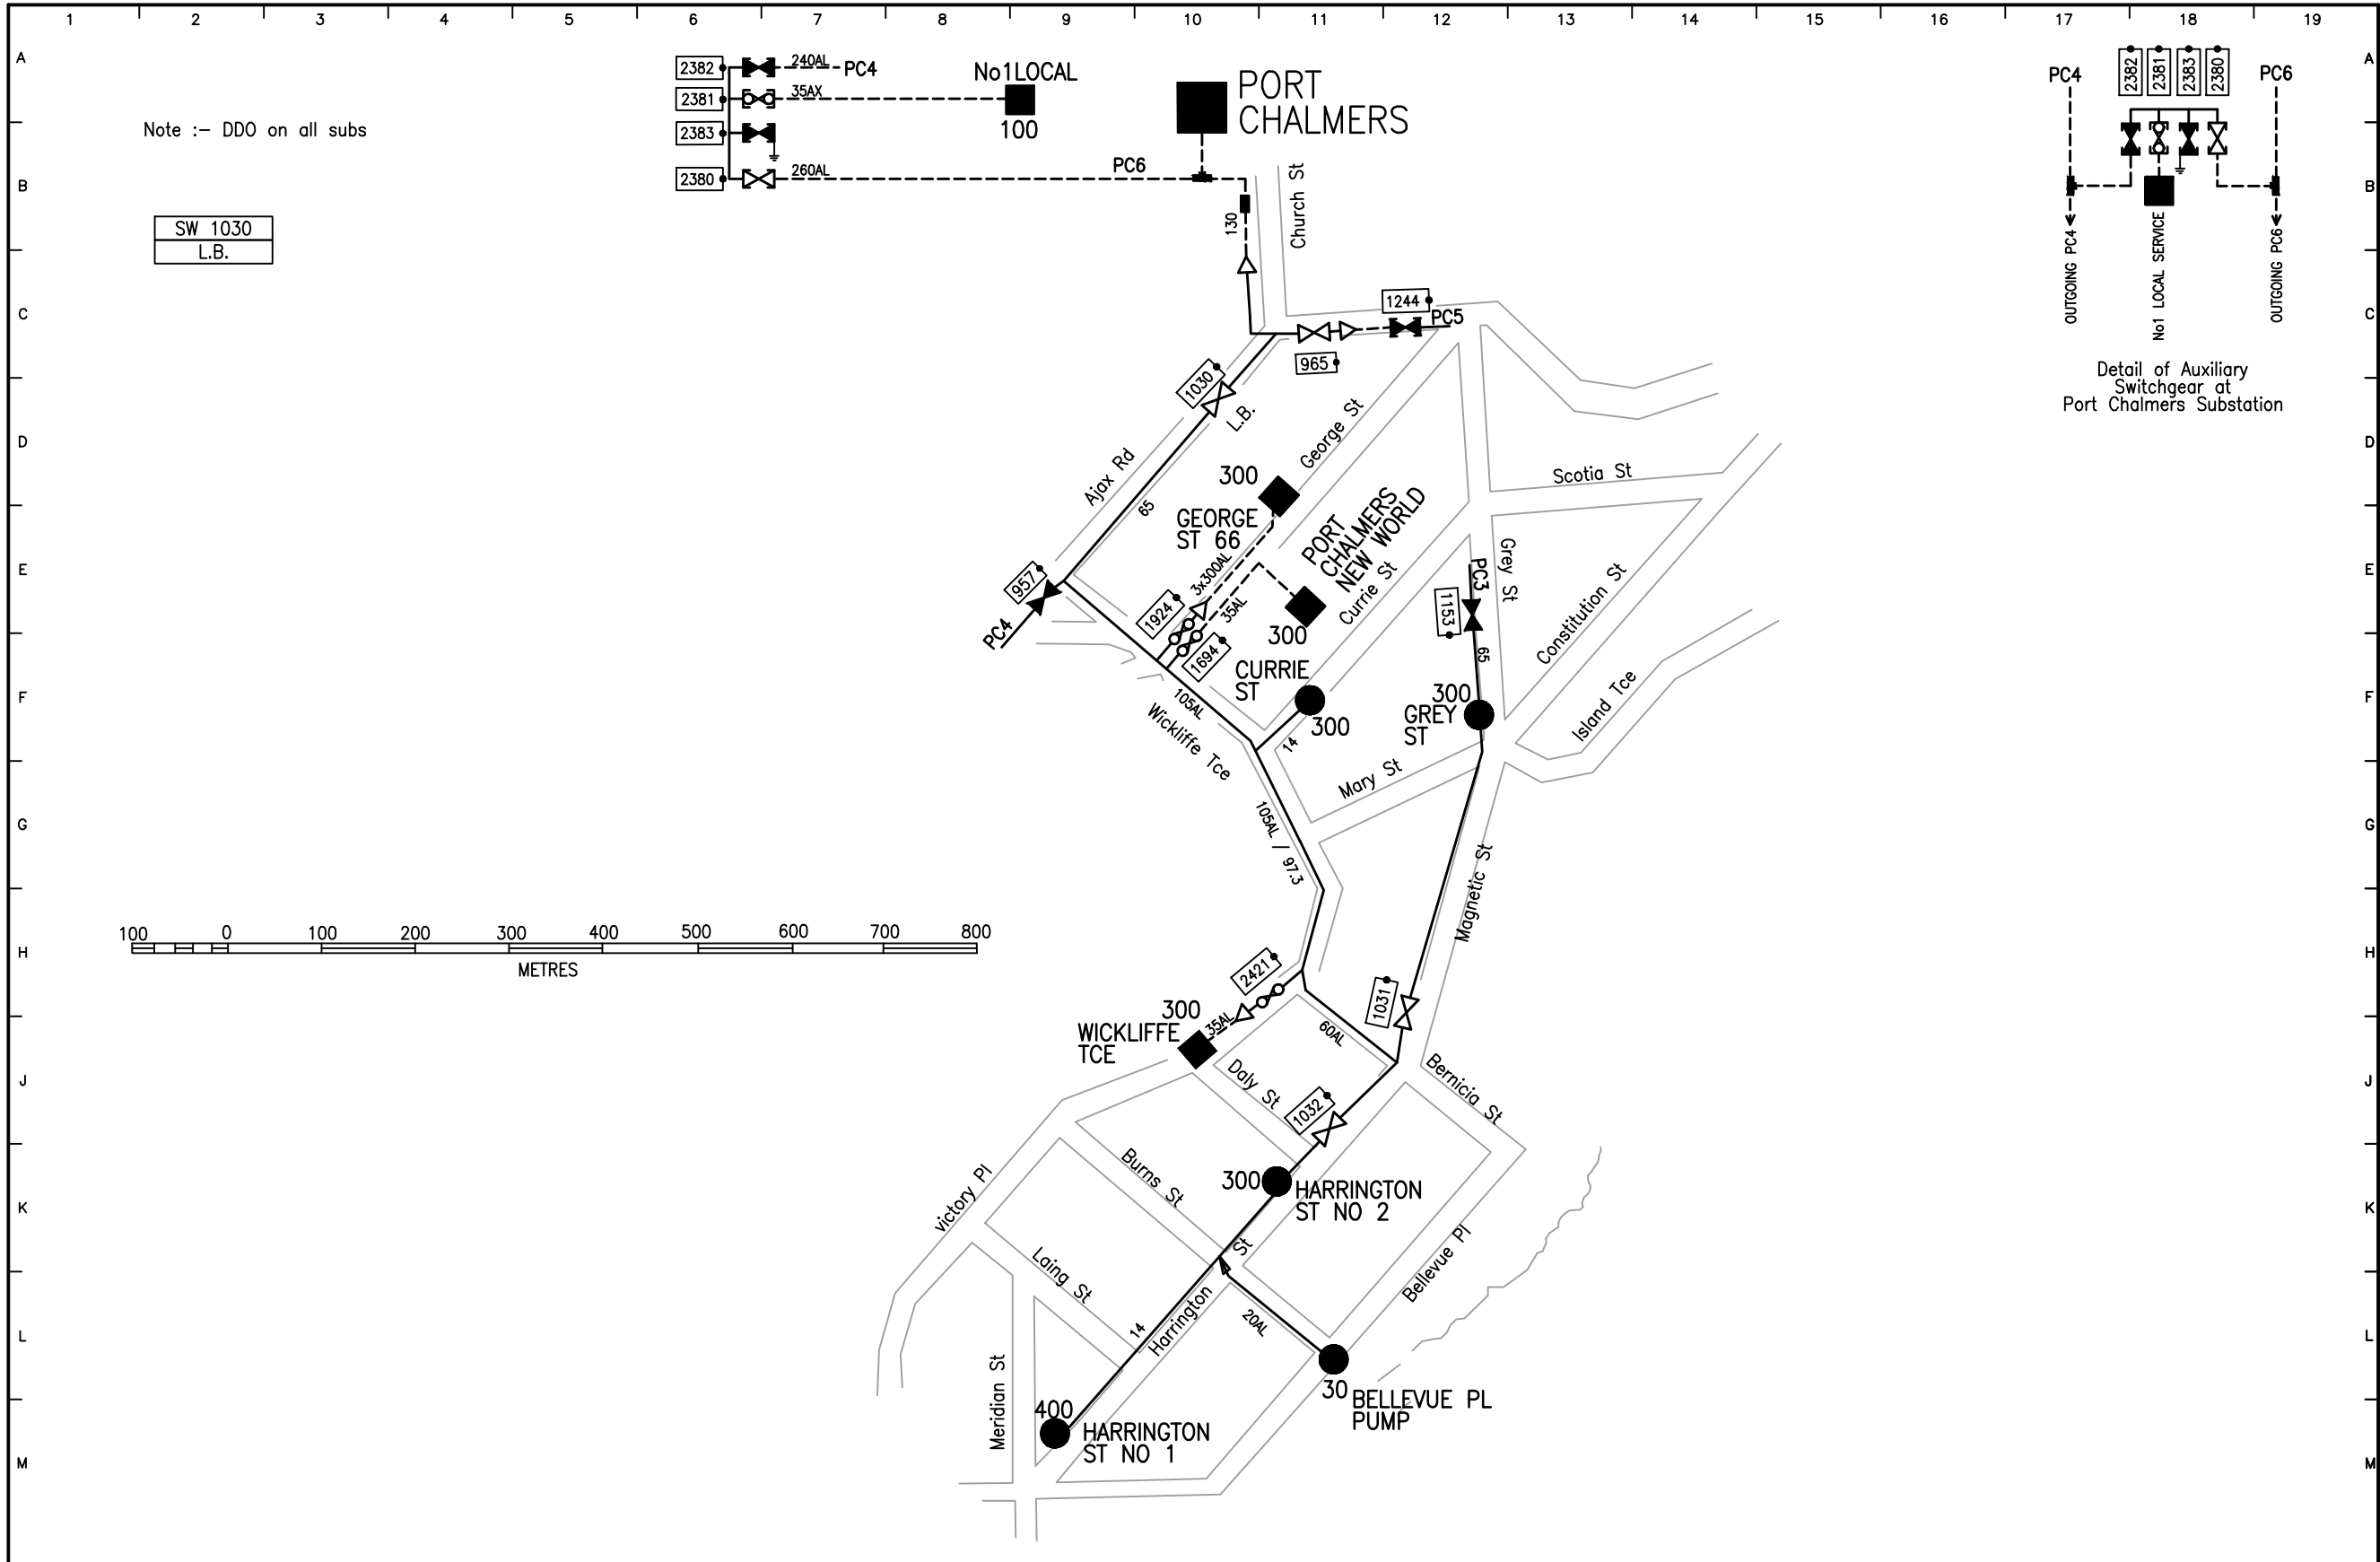 1 2 3 4 5 6 7 8 9 10 11 12 13 14 15 16 17 18 19
A
A
B
B
C
C
D
D
E
E
F
F
G
G
H
H
J
J
K
K
L
L
M
M
Note :- DDO on all subs
SW 1030
L.B.
2382
240AL
PC4
2381
35AX
No1LOCAL
100
2383
2380
260AL
PC6
PORT
CHALMERS
130
Church St
PC4
2382
2381
2383
2380
PC6
OUTGOING PC4
No1 LOCAL SERVICE
OUTGOING PC6
Detail of Auxiliary
Switchgear at
Port Chalmers Substation
1244
PC5
965
1030
L.B.
Ajax Rd
65
George St
300
GEORGE
ST 66
PORT
CHALMERS
NEW WORLD
300
Scotia St
957
PC4
1924
3x300AL
35AL
1694
Currie St
PC3
Grey St
1153
65
Constitution St
Island Tce
CURRIE
ST
300
14
300
GREY
ST
105AL
Wickliffe Tce
Mary St
105AL // 97.3
Magnetic St
100 0 100 200 300 400 500 600 700 800
METRES
2421
300
WICKLIFFE
TCE
35AL
1031
60AL
Daly St
1032
Bernicia St
300
HARRINGTON
ST NO 2
Burns St
victory Pl
Laing St
Harrington St
14
20AL
Bellevue Pl
Meridian St
30
BELLEVUE PL
PUMP
400
HARRINGTON
ST NO 1